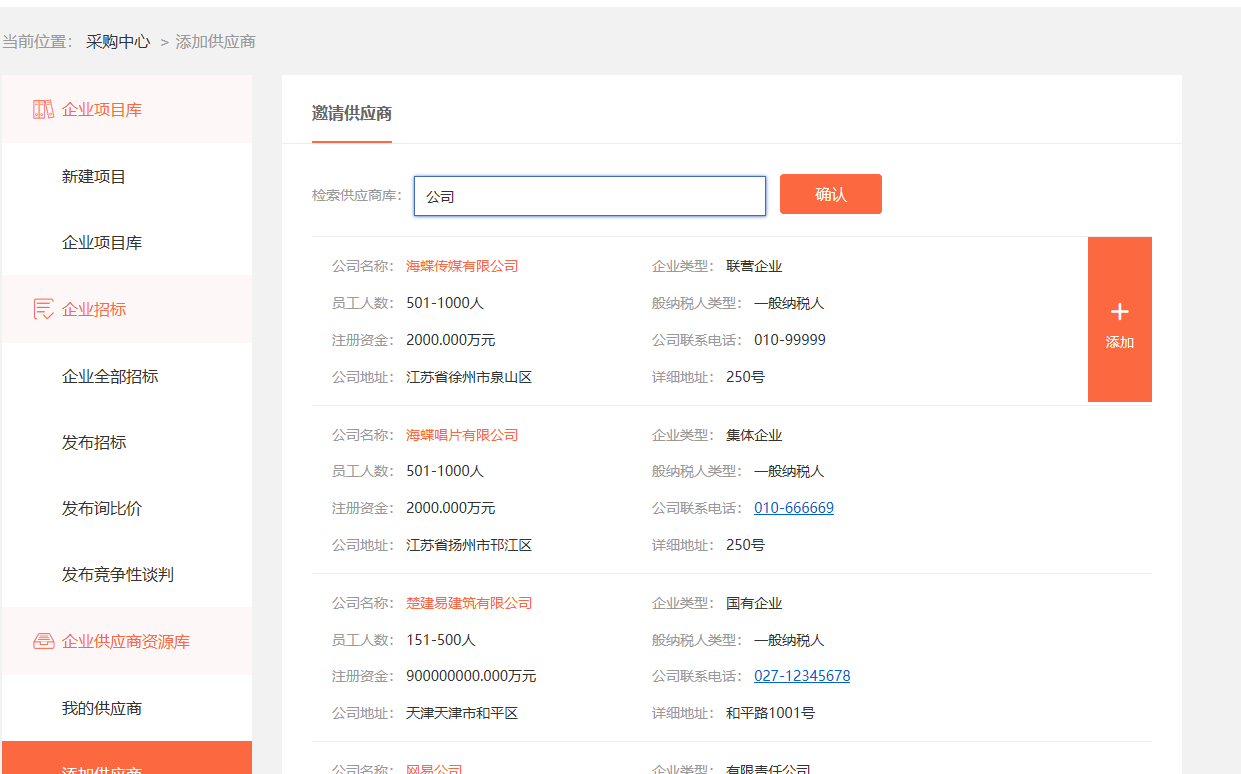 当前位置： 采购中心 > 添加供应商
企业项目库
新建项目
企业项目库
企业招标
企业全部招标
发布招标
发布询比价
发布竞争性谈判
企业供应商资源库
我的供应商
添加供应商
邀请供应商
检索供应商库： 公司 确认
公司名称： 海蝶传媒有限公司 企业类型： 联营企业
员工人数： 501-1000人 般纳税人类型： 一般纳税人
注册资金： 2000.000万元 公司联系电话： 010-99999
公司地址： 江苏省徐州市泉山区 详细地址： 250号
+
添加
公司名称： 海蝶唱片有限公司 企业类型： 集体企业
员工人数： 501-1000人 般纳税人类型： 一般纳税人
注册资金： 2000.000万元 公司联系电话： 010-666669
公司地址： 江苏省扬州市邗江区 详细地址： 250号
公司名称： 楚建易建筑有限公司 企业类型： 国有企业
员工人数： 151-500人 般纳税人类型： 一般纳税人
注册资金： 900000000.000万元 公司联系电话： 027-12345678
公司地址： 天津天津市和平区 详细地址： 和平路1001号
公司名称： 网易公司 企业类型： 有限责任公司